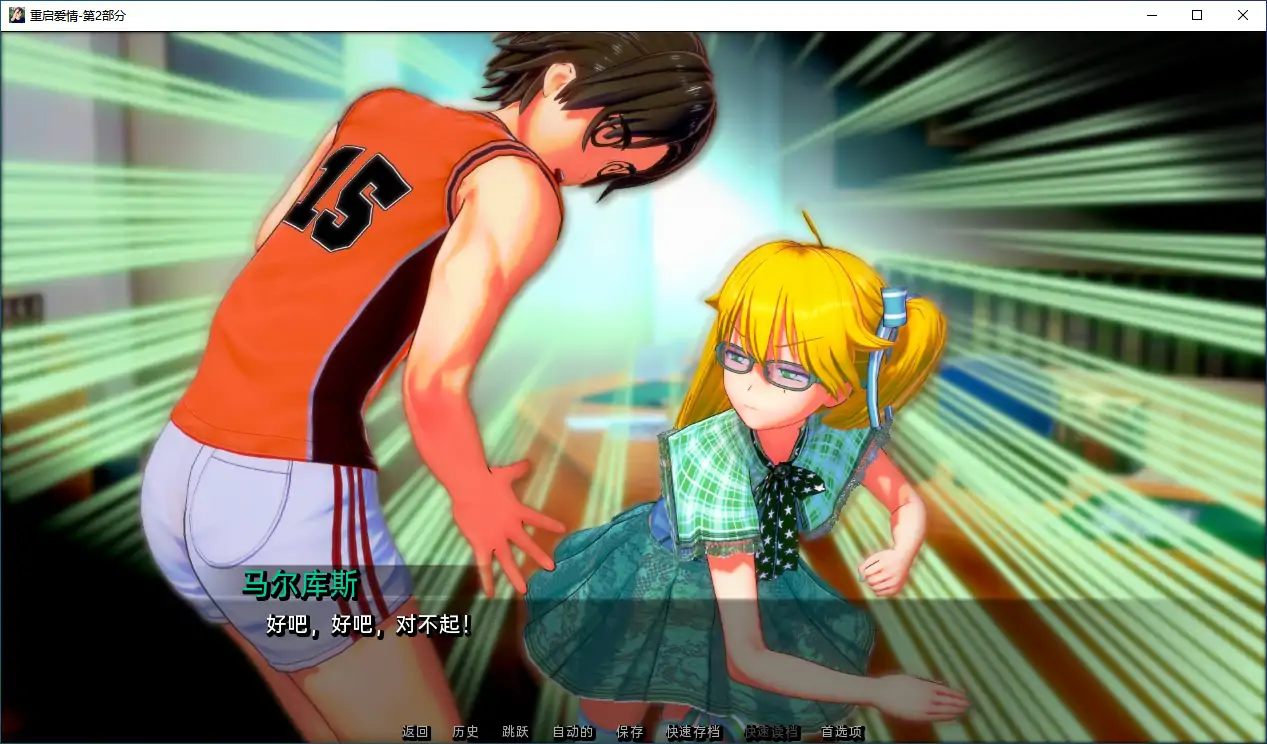 重启爱情-第2部分
15
马尔库斯
好吧，好吧，对不起！
返回 历史 跳跃 自动的 保存 快速存档 快速读档 首选项